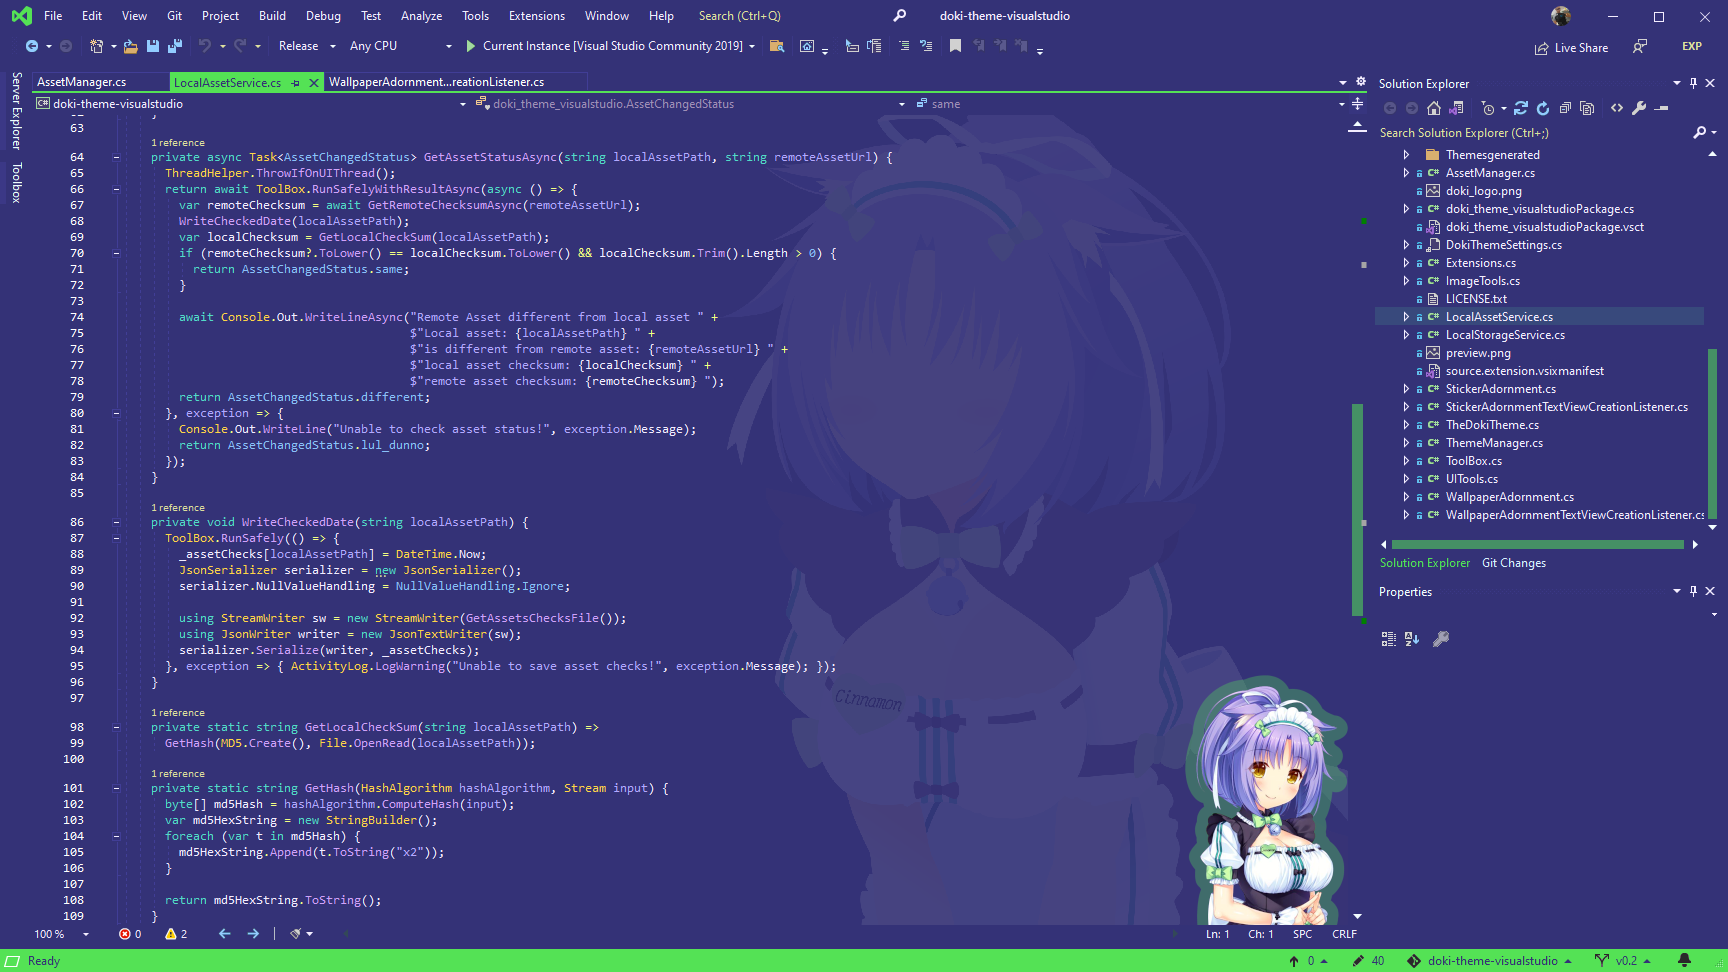 File Edit View Git Project Build Debug Test Analyze Tools Extensions Window Help Search (Ctrl+Q) doki-theme-visualstudio
Release Any CPU Current Instance [Visual Studio Community 2019] Live Share EXP
Server Explorer
Toolbox
AssetManager.cs LocalAssetService.cs WallpaperAdornment...reationListener.cs
doki-theme-visualstudio doki_theme_visualstudio.AssetChangedStatus same
63
1 reference
64 private async Task<AssetChangedStatus> GetAssetStatusAsync(string localAssetPath, string remoteAssetUrl) {
65 ThreadHelper.ThrowIfOnUIThread();
66 return await ToolBox.RunSafelyWithResultAsync(async () => {
67 var remoteChecksum = await GetRemoteChecksumAsync(remoteAssetUrl);
68 WriteCheckedDate(localAssetPath);
69 var localChecksum = GetLocalCheckSum(localAssetPath);
70 if (remoteChecksum?.ToLower() == localChecksum.ToLower() && localChecksum.Trim().Length > 0) {
71 return AssetChangedStatus.same;
72 }
73
74 await Console.Out.WriteLineAsync("Remote Asset different from local asset " +
75 $"Local asset: {localAssetPath} " +
76 $"is different from remote asset: {remoteAssetUrl} " +
77 $"local asset checksum: {localChecksum} " +
78 $"remote asset checksum: {remoteChecksum} ");
79 return AssetChangedStatus.different;
80 }, exception => {
81 Console.Out.WriteLine("Unable to check asset status!", exception.Message);
82 return AssetChangedStatus.lul_dunno;
83 });
84 }
85
1 reference
86 private void WriteCheckedDate(string localAssetPath) {
87 ToolBox.RunSafely(() => {
88 _assetChecks[localAssetPath] = DateTime.Now;
89 JsonSerializer serializer = new JsonSerializer();
90 serializer.NullValueHandling = NullValueHandling.Ignore;
91
92 using StreamWriter sw = new StreamWriter(GetAssetsChecksFile());
93 using JsonWriter writer = new JsonTextWriter(sw);
94 serializer.Serialize(writer, _assetChecks);
95 }, exception => { ActivityLog.LogWarning("Unable to save asset checks!", exception.Message); });
96 }
97
1 reference
98 private static string GetLocalCheckSum(string localAssetPath) =>
99 GetHash(MD5.Create(), File.OpenRead(localAssetPath));
100
1 reference
101 private static string GetHash(HashAlgorithm hashAlgorithm, Stream input) {
102 byte[] md5Hash = hashAlgorithm.ComputeHash(input);
103 var md5HexString = new StringBuilder();
104 foreach (var t in md5Hash) {
105 md5HexString.Append(t.ToString("x2"));
106 }
107
108 return md5HexString.ToString();
109 }
Cinnamon
100 % 0 2 Ln: 1 Ch: 1 SPC CRLF
Solution Explorer
Search Solution Explorer (Ctrl+;)
Themesgenerated
C# AssetManager.cs
doki_logo.png
C# doki_theme_visualstudioPackage.cs
doki_theme_visualstudioPackage.vsct
DokiThemeSettings.cs
C# Extensions.cs
C# ImageTools.cs
LICENSE.txt
C# LocalAssetService.cs
C# LocalStorageService.cs
preview.png
source.extension.vsixmanifest
C# StickerAdornment.cs
C# StickerAdornmentTextViewCreationListener.cs
C# TheDokiTheme.cs
C# ThemeManager.cs
C# ToolBox.cs
C# UITools.cs
C# WallpaperAdornment.cs
C# WallpaperAdornmentTextViewCreationListener.cs
Solution Explorer Git Changes
Properties
Ready 0 40 doki-theme-visualstudio v0.2